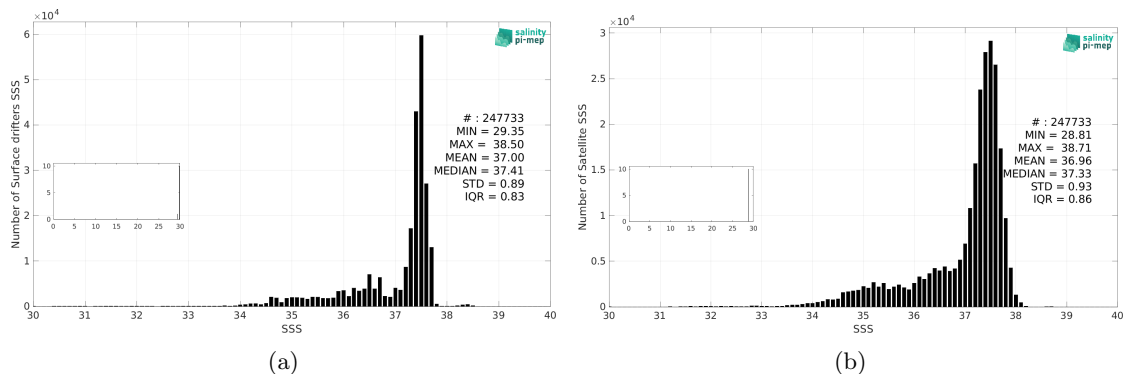 ×10⁴
salinity
pi-mep
6
5
4
3
2
1
0
Number of Surface drifters SSS
# : 247733
MIN = 29.35
MAX = 38.50
MEAN = 37.00
MEDIAN = 37.41
STD = 0.89
IQR = 0.83
10
5
0
0 5 10 15 20 25 30
30 31 32 33 34 35 36 37 38 39 40
SSS
(a)
×10⁴
salinity
pi-mep
3
2.5
2
1.5
1
0.5
0
Number of Satellite SSS
# : 247733
MIN = 28.81
MAX = 38.71
MEAN = 36.96
MEDIAN = 37.33
STD = 0.93
IQR = 0.86
10
5
0
0 5 10 15 20 25 30
30 31 32 33 34 35 36 37 38 39 40
SSS
(b)